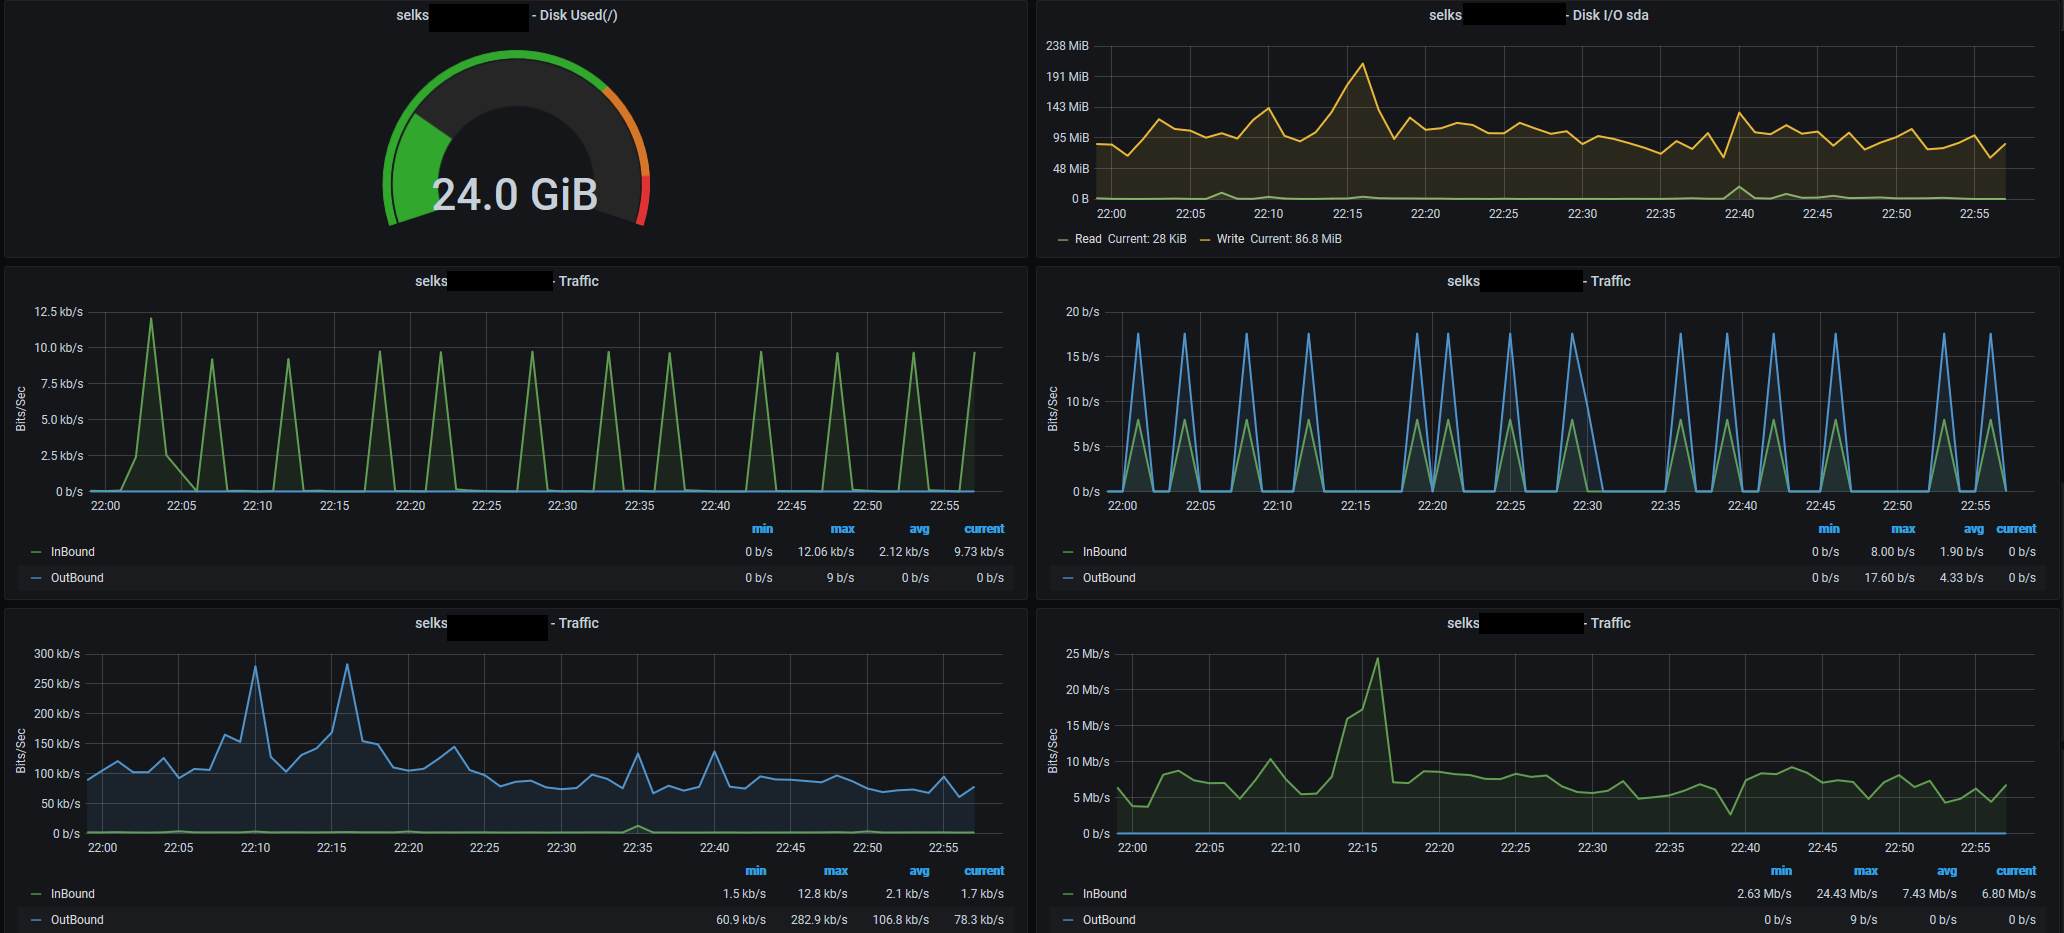 selks - Disk Used(/)
24.0 GiB
selks - Disk I/O sda
238 MiB
191 MiB
143 MiB
95 MiB
48 MiB
0 B
22:00 22:05 22:10 22:15 22:20 22:25 22:30 22:35 22:40 22:45 22:50 22:55
Read Current: 28 KiB Write Current: 86.8 MiB
selks - Traffic
Bits/Sec
12.5 kb/s
10.0 kb/s
7.5 kb/s
5.0 kb/s
2.5 kb/s
0 b/s
22:00 22:05 22:10 22:15 22:20 22:25 22:30 22:35 22:40 22:45 22:50 22:55
min max avg current
InBound 0 b/s 12.06 kb/s 2.12 kb/s 9.73 kb/s
OutBound 0 b/s 9 b/s 0 b/s 0 b/s
selks - Traffic
Bits/Sec
20 b/s
15 b/s
10 b/s
5 b/s
0 b/s
22:00 22:05 22:10 22:15 22:20 22:25 22:30 22:35 22:40 22:45 22:50 22:55
min max avg current
InBound 0 b/s 8.00 b/s 1.90 b/s 0 b/s
OutBound 0 b/s 17.60 b/s 4.33 b/s 0 b/s
selks - Traffic
Bits/Sec
300 kb/s
250 kb/s
200 kb/s
150 kb/s
100 kb/s
50 kb/s
0 b/s
22:00 22:05 22:10 22:15 22:20 22:25 22:30 22:35 22:40 22:45 22:50 22:55
min max avg current
InBound 1.5 kb/s 12.8 kb/s 2.1 kb/s 1.7 kb/s
OutBound 60.9 kb/s 282.9 kb/s 106.8 kb/s 78.3 kb/s
selks - Traffic
Bits/Sec
25 Mb/s
20 Mb/s
15 Mb/s
10 Mb/s
5 Mb/s
0 b/s
22:00 22:05 22:10 22:15 22:20 22:25 22:30 22:35 22:40 22:45 22:50 22:55
min max avg current
InBound 2.63 Mb/s 24.43 Mb/s 7.43 Mb/s 6.80 Mb/s
OutBound 0 b/s 9 b/s 0 b/s 0 b/s